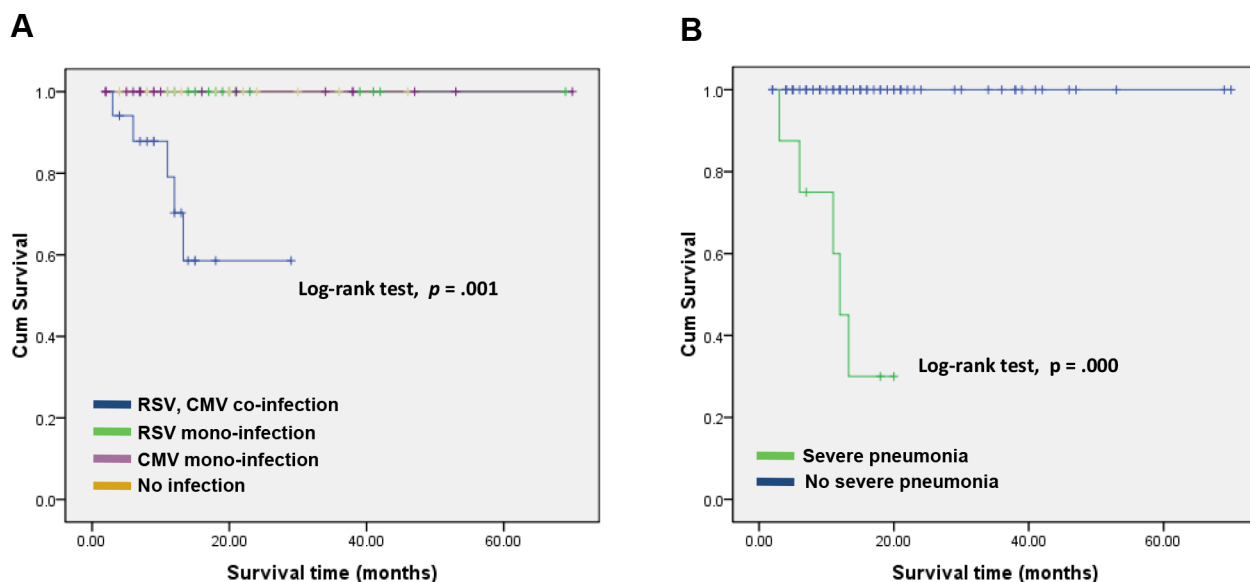 A
Cum Survival
1.0
0.8
0.6
0.4
0.2
0.0
Log-rank test, p = .001
RSV, CMV co-infection
RSV mono-infection
CMV mono-infection
No infection
0.00 20.00 40.00 60.00
Survival time (months)
B
Cum Survival
1.0
0.8
0.6
0.4
0.2
0.0
Log-rank test, p = .000
Severe pneumonia
No severe pneumonia
0.00 20.00 40.00 60.00
Survival time (months)